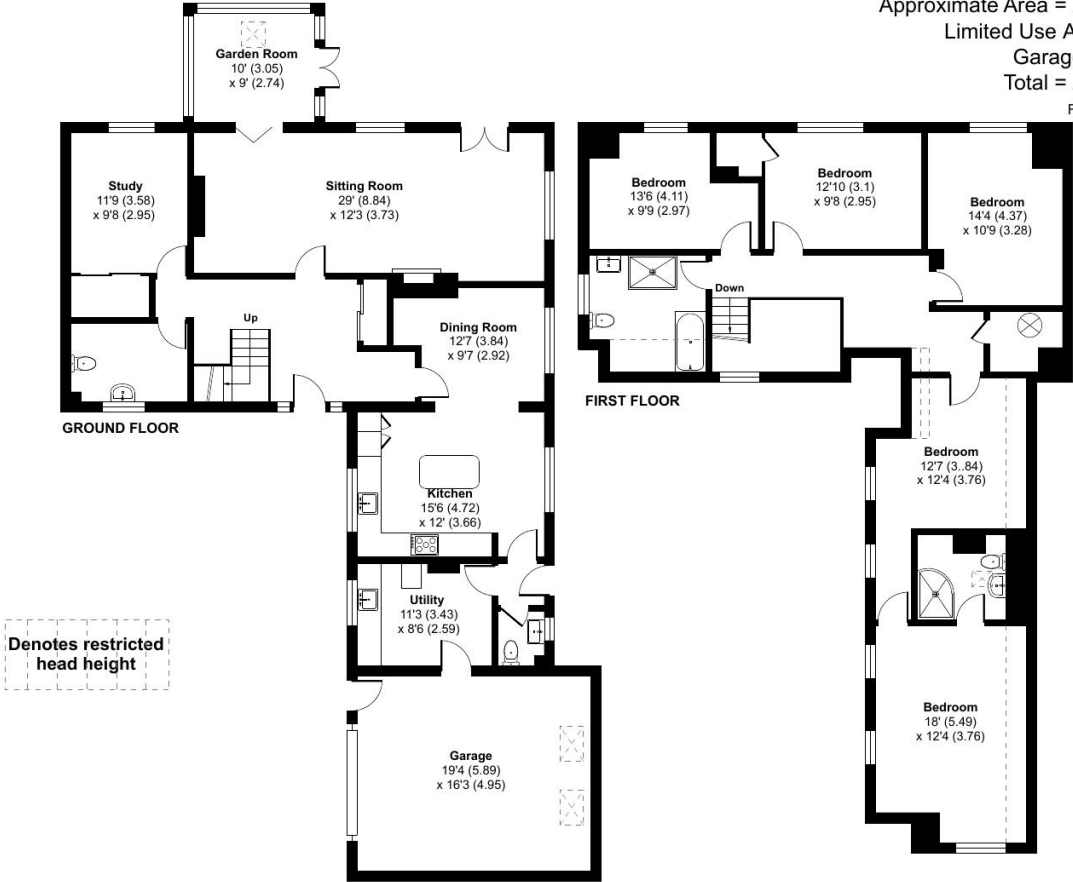 Approximate Area =
Limited Use A
Garag
Total =
Garden Room
10' (3.05)
x 9' (2.74)
Study
11'9 (3.58)
x 9'8 (2.95)
Sitting Room
29' (8.84)
x 12'3 (3.73)
Up
Dining Room
12'7 (3.84)
x 9'7 (2.92)
GROUND FLOOR
Kitchen
15'6 (4.72)
x 12' (3.66)
Utility
11'3 (3.43)
x 8'6 (2.59)
Garage
19'4 (5.89)
x 16'3 (4.95)
Denotes restricted
head height
Bedroom
13'6 (4.11)
x 9'9 (2.97)
Bedroom
12'10 (3.1)
x 9'8 (2.95)
Bedroom
14'4 (4.37)
x 10'9 (3.28)
Down
FIRST FLOOR
Bedroom
12'7 (3..84)
x 12'4 (3.76)
Bedroom
18' (5.49)
x 12'4 (3.76)